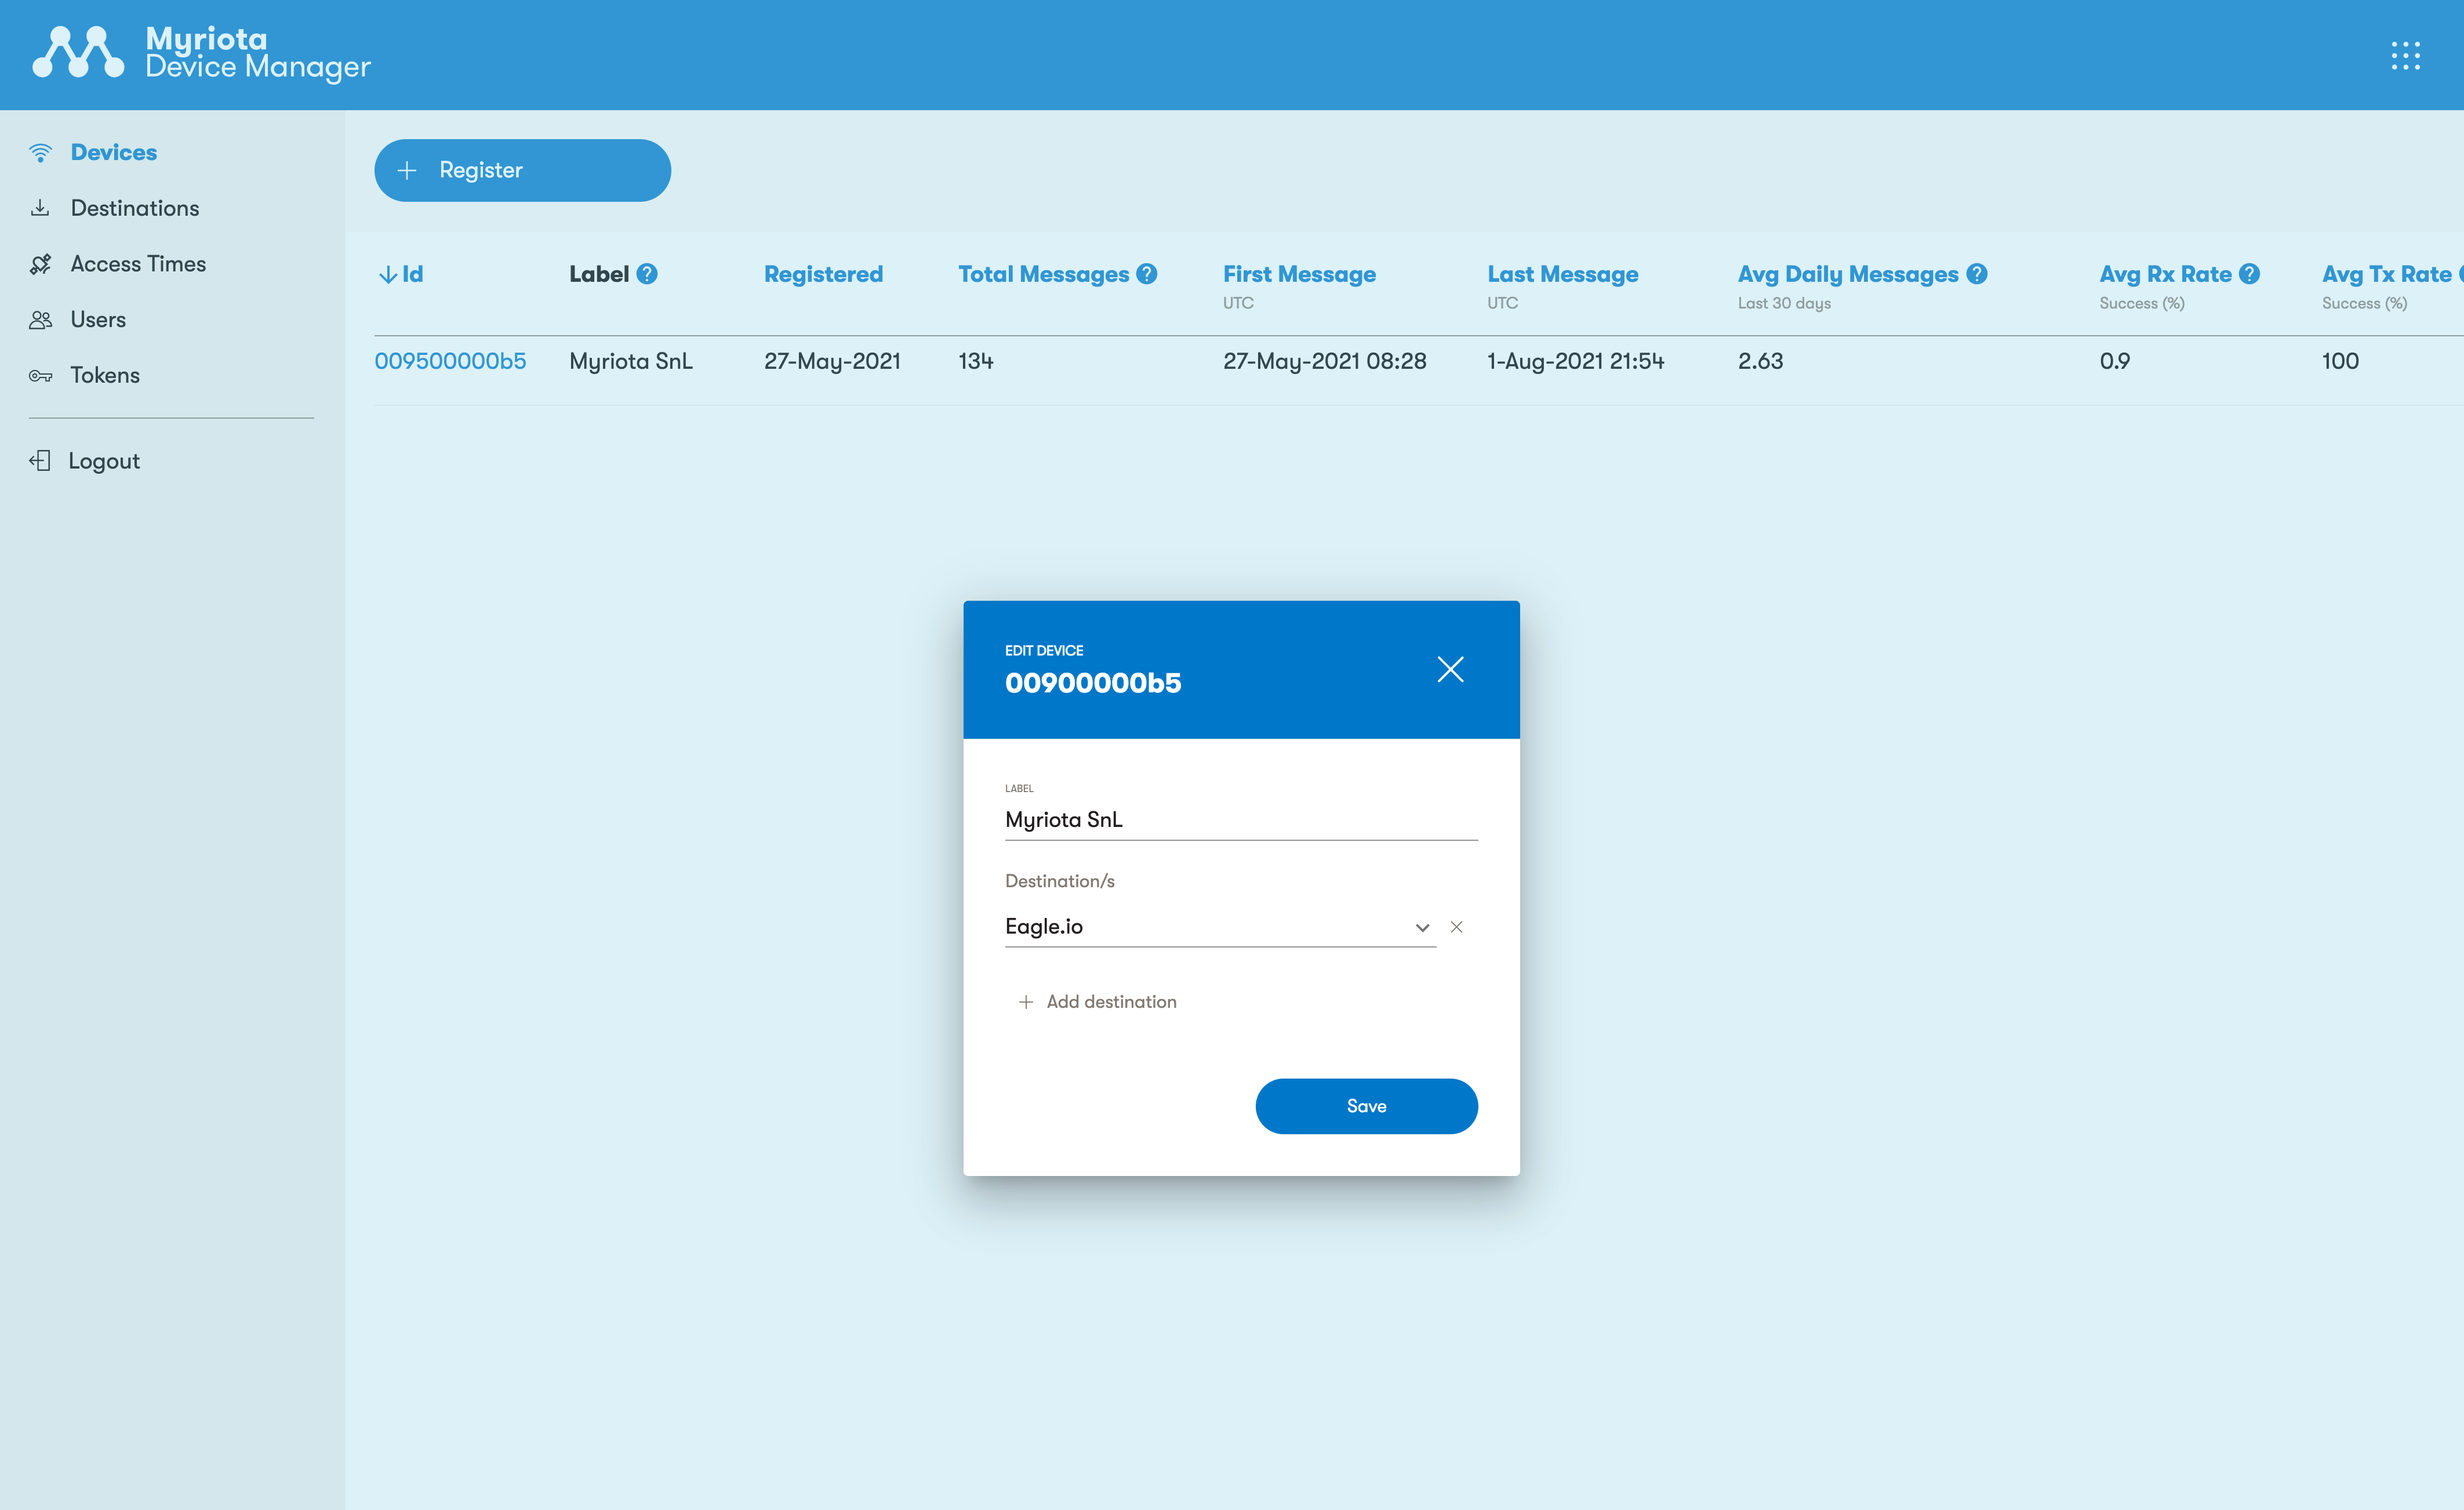 Myriota
Device Manager
Devices
Destinations
Access Times
Users
Tokens
Logout
Register
Id Label ? Registered Total Messages ? First Message Last Message Avg Daily Messages ? Avg Rx Rate ? Avg Tx Rate
UTC UTC Last 30 days Success (%) Success (%)
009500000b5 Myriota SnL 27-May-2021 134 27-May-2021 08:28 1-Aug-2021 21:54 2.63 0.9 100
EDIT DEVICE
00900000b5
LABEL
Myriota SnL
Destination/s
Eagle.io
Add destination
Save